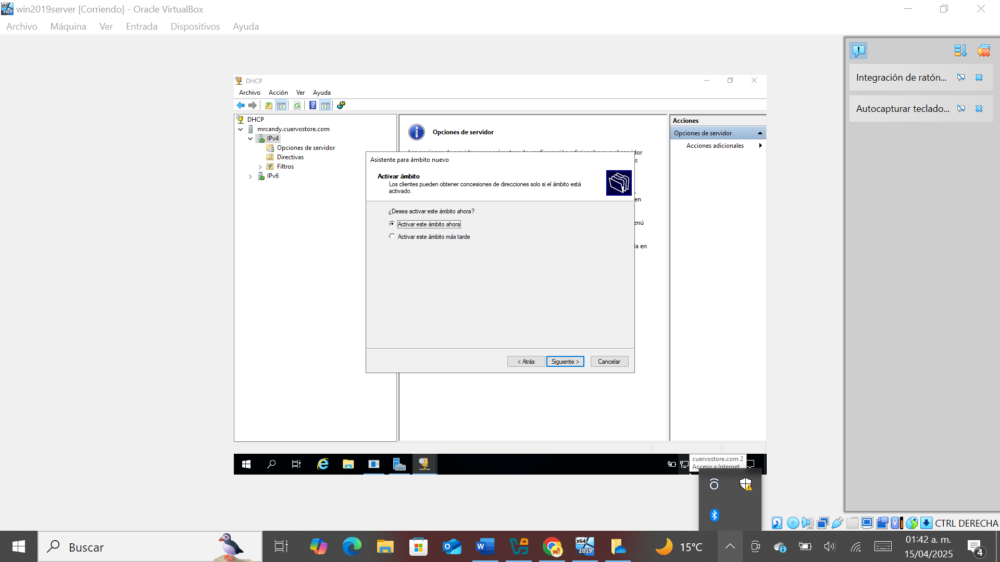 win2019server [Corriendo] - Oracle VirtualBox
Archivo Máquina Ver Entrada Dispositivos Ayuda
Integración de ratón...
Autocapturar teclado...
DHCP
Archivo Acción Ver Ayuda
DHCP
mrcandy.cuervostore.com
IPv4
Opciones de servidor
Directivas
Filtros
IPv6
Opciones de servidor
Acciones
Opciones de servidor
Acciones adicionales
Asistente para ámbito nuevo
Activar ámbito
Los clientes pueden obtener concesiones de direcciones solo si el ámbito está
activado.
¿Desea activar este ámbito ahora?
Activar este ámbito ahora
Activar este ámbito más tarde
< Atrás Siguiente > Cancelar
en
enú
la en
cuervostore.com 2
Acceso a Internet
CTRL DERECHA
Buscar
x64
2019
15°C
01:42 a. m.
15/04/2025
4